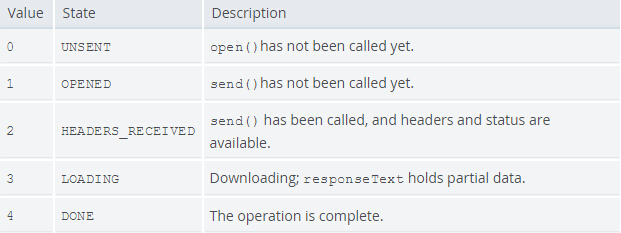 Value State Description
0 UNSENT open()has not been called yet.
1 OPENED send()has not been called yet.
2 HEADERS_RECEIVED send() has been called, and headers and status are
available.
3 LOADING Downloading; responseText holds partial data.
4 DONE The operation is complete.